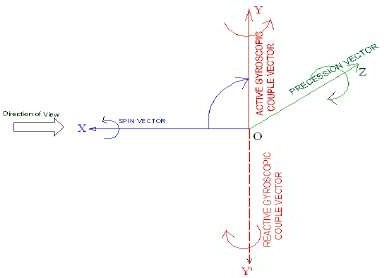 Y
ACTIVE GYROSCOPIC
COUPLE VECTOR
PRECESSION VECTOR
Z
Direction of View
X
SPIN VECTOR
O
REACTIVE GYROSCOPIC
COUPLE VECTOR
Y'